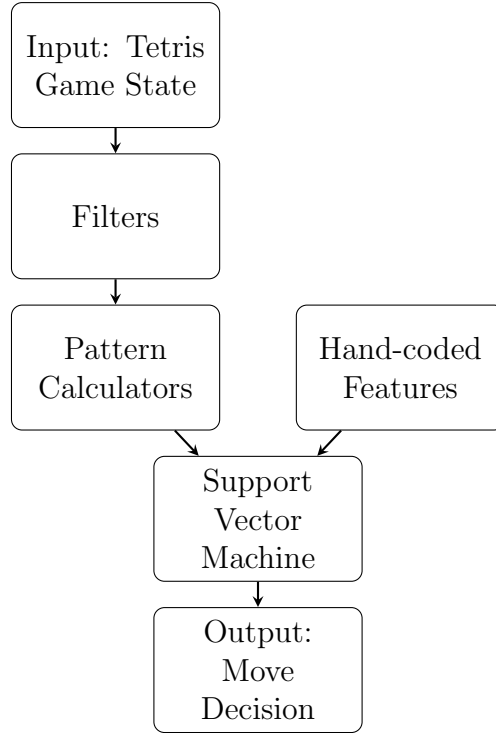 Input: Tetris
Game State
Filters
Pattern
Calculators
Hand-coded
Features
Support
Vector
Machine
Output:
Move
Decision